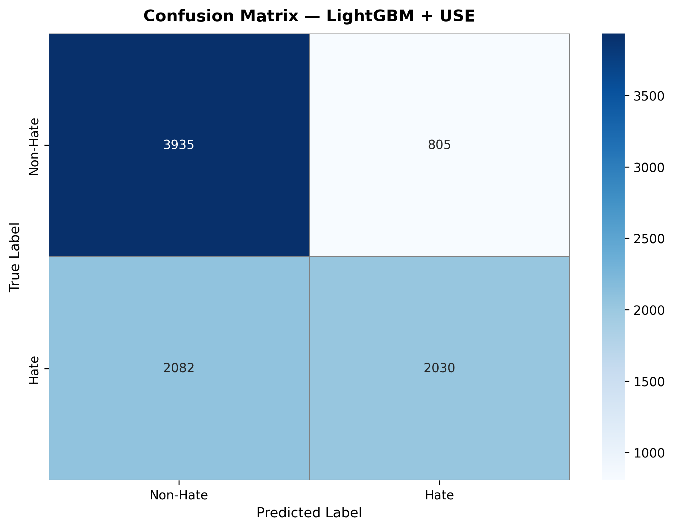 Confusion Matrix — LightGBM + USE
True Label
Non-Hate
Hate
3935
805
2082
2030
Non-Hate
Hate
Predicted Label
3500
3000
2500
2000
1500
1000